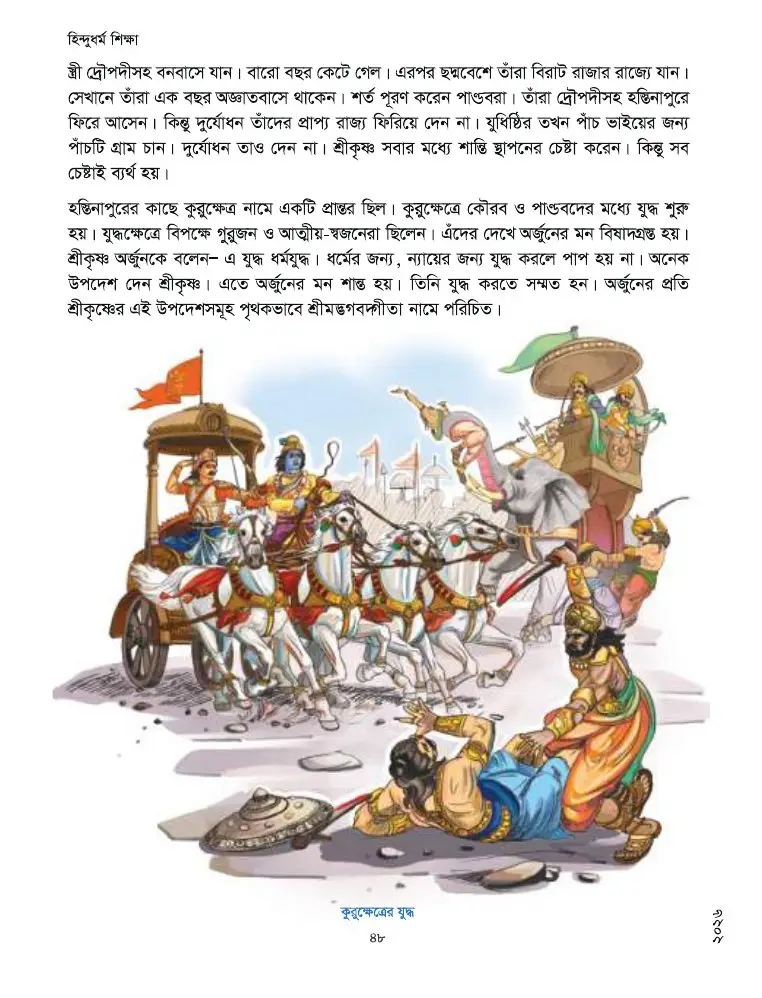 হিন্দুধর্ম শিক্ষা
স্ত্রী দ্রৌপদীসহ বনবাসে যান। বারো বছর কেটে গেল। এরপর ছদ্মবেশে তাঁরা বিরাট রাজার রাজ্যে যান।
সেখানে তাঁরা এক বছর অজ্ঞাতবাসে থাকেন। শর্ত পূরণ করেন পাণ্ডবরা। তাঁরা দ্রৌপদীসহ হস্তিনাপুরে
ফিরে আসেন। কিন্তু দুর্যোধন তাঁদের প্রাপ্য রাজ্য ফিরিয়ে দেন না। যুধিষ্ঠির তখন পাঁচ ভাইয়ের জন্য
পাঁচটি গ্রাম চান। দুর্যোধন তাও দেন না। শ্রীকৃষ্ণ সবার মধ্যে শান্তি স্থাপনের চেষ্টা করেন। কিন্তু সব
চেষ্টাই ব্যর্থ হয়।
হস্তিনাপুরের কাছে কুরুক্ষেত্র নামে একটি প্রান্তর ছিল। কুরুক্ষেত্রে কৌরব ও পাণ্ডবদের মধ্যে যুদ্ধ শুরু
হয়। যুদ্ধক্ষেত্রে বিপক্ষে গুরুজন ও আত্মীয়-স্বজনেরা ছিলেন। এঁদের দেখে অর্জুনের মন বিষাদগ্রস্ত হয়।
শ্রীকৃষ্ণ অর্জুনকে বলেন– এ যুদ্ধ ধর্মযুদ্ধ। ধর্মের জন্য, ন্যায়ের জন্য যুদ্ধ করলে পাপ হয় না। অনেক
উপদেশ দেন শ্রীকৃষ্ণ। এতে অর্জুনের মন শান্ত হয়। তিনি যুদ্ধ করতে সম্মত হন। অর্জুনের প্রতি
শ্রীকৃষ্ণের এই উপদেশসমূহ পৃথকভাবে শ্রীমদ্ভগবদ্গীতা নামে পরিচিত।
কুরুক্ষেত্রের যুদ্ধ
৪৮
২০২৬